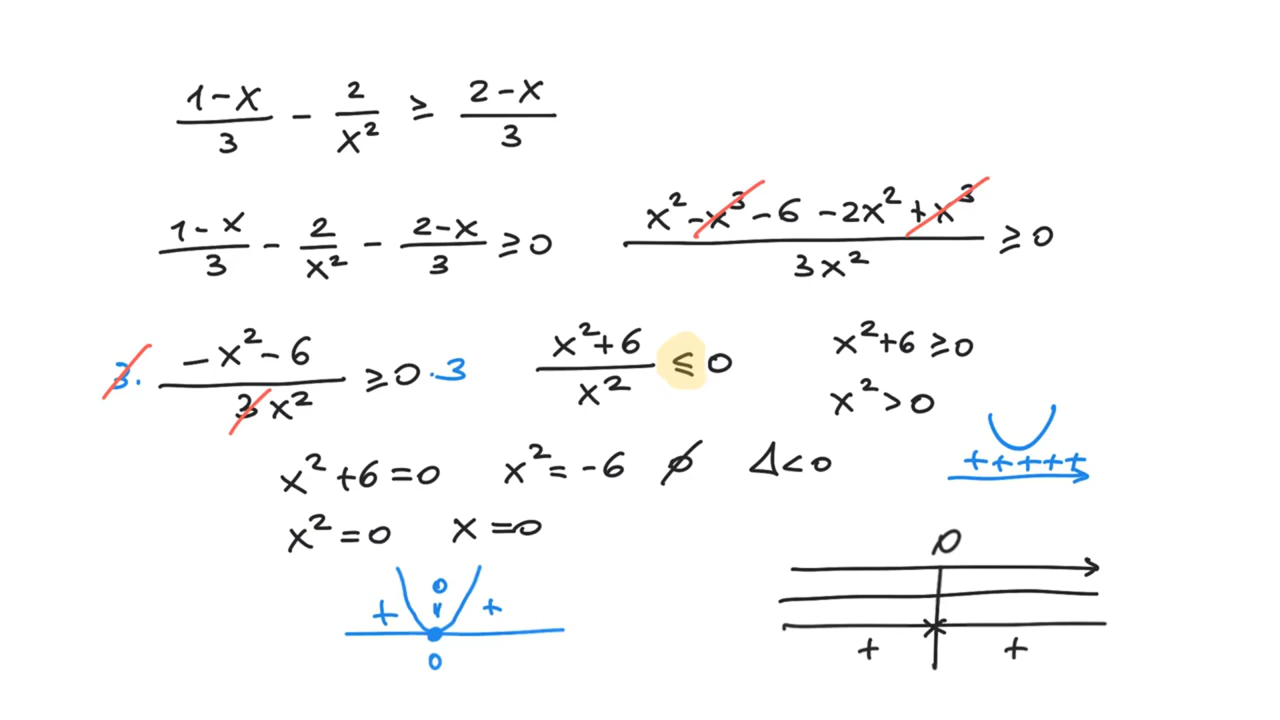 (1-x)/3 - 2/x² ≥ (2-x)/3
(1-x)/3 - 2/x² - (2-x)/3 ≥ 0
(x² - x³ - 6 - 2x² + x³)/(3x²) ≥ 0
3· (-x² - 6)/(3x²) ≥ 0 · 3
(x² + 6)/x² ≤ 0
x² + 6 ≥ 0
x² > 0
+ + + + +
x² + 6 = 0 x² = -6 ∅ Δ < 0
x² = 0 x = 0
0
+ +
0
0
+ +